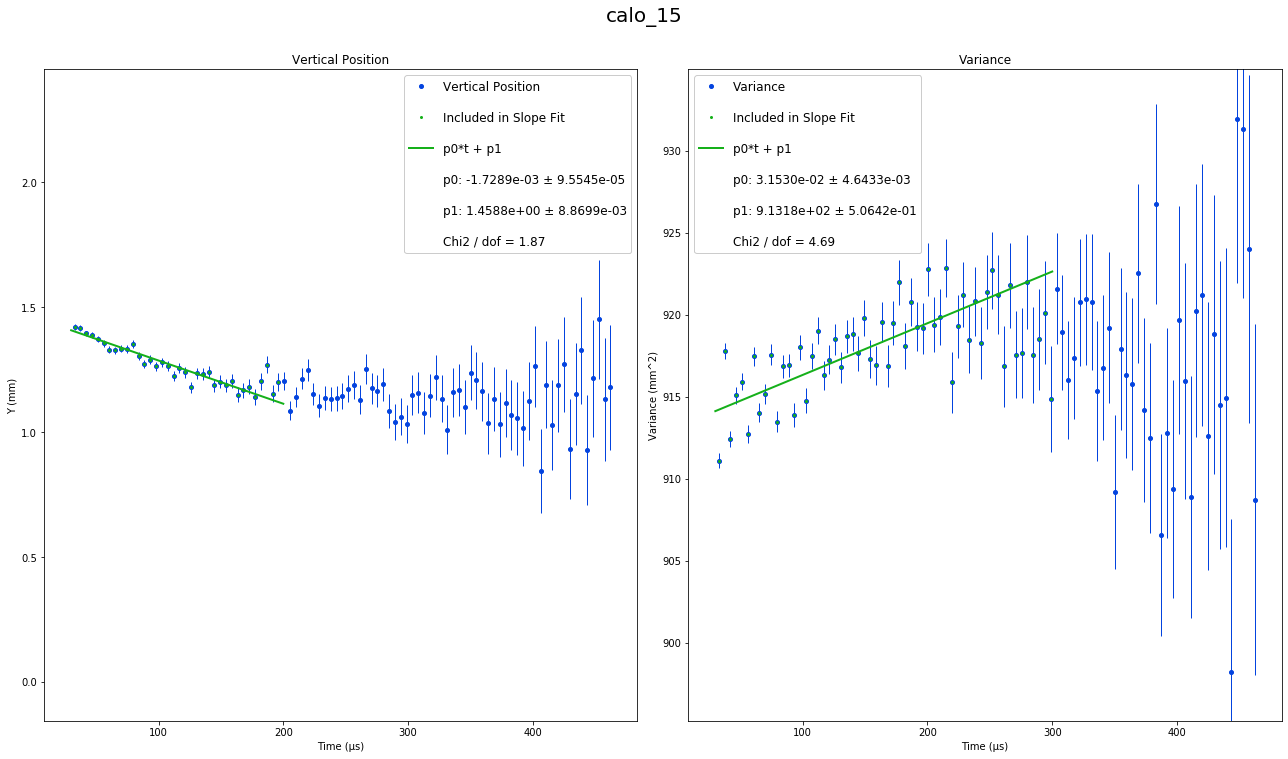 calo_15
Vertical Position
Vertical Position
Included in Slope Fit
p0*t + p1
p0: -1.7289e-03 ± 9.5545e-05
p1: 1.4588e+00 ± 8.8699e-03
Chi2 / dof = 1.87
Y (mm)
2.0
1.5
1.0
0.5
0.0
100
200
300
400
Time (μs)
Variance
Variance
Included in Slope Fit
p0*t + p1
p0: 3.1530e-02 ± 4.6433e-03
p1: 9.1318e+02 ± 5.0642e-01
Chi2 / dof = 4.69
Variance (mm^2)
930
925
920
915
910
905
900
100
200
300
400
Time (μs)